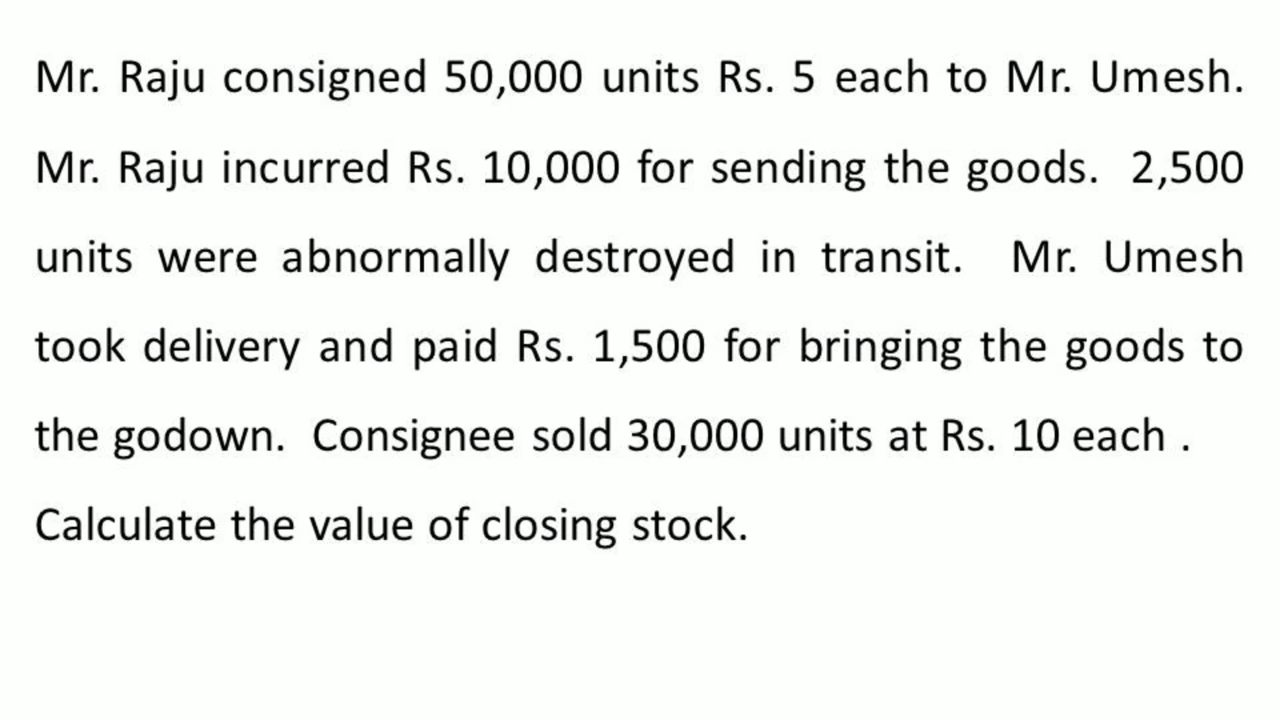 Mr. Raju consigned 50,000 units Rs. 5 each to Mr. Umesh.
Mr. Raju incurred Rs. 10,000 for sending the goods. 2,500
units were abnormally destroyed in transit. Mr. Umesh
took delivery and paid Rs. 1,500 for bringing the goods to
the godown. Consignee sold 30,000 units at Rs. 10 each .
Calculate the value of closing stock.